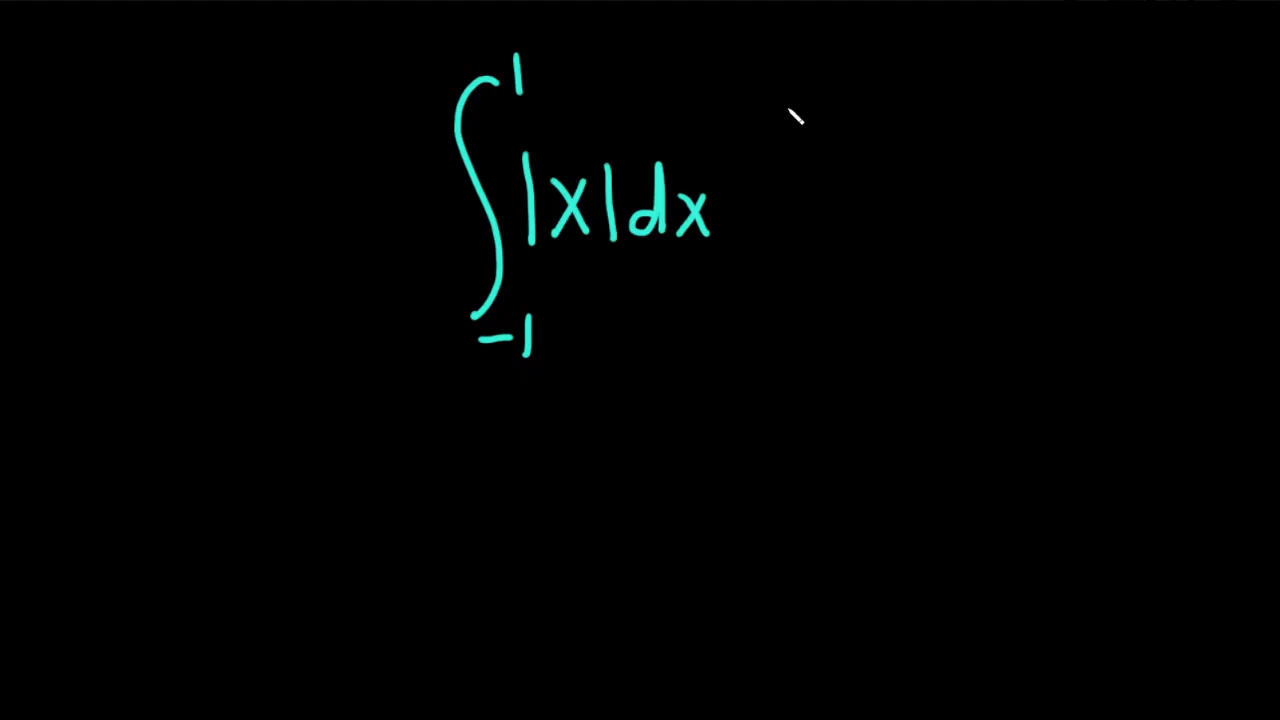 ∫_{-1}^{1} |x| dx